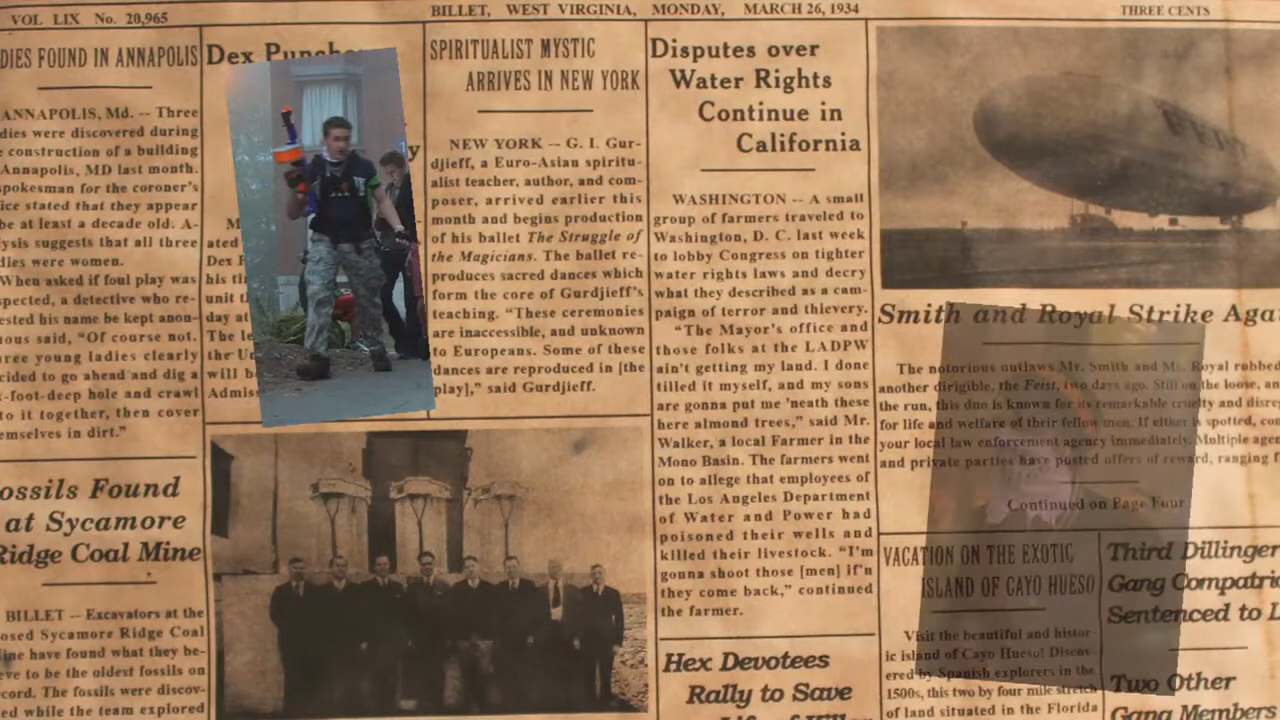 VOL LIX No. 20,965
BILLET, WEST VIRGINIA, MONDAY, MARCH 26, 1934
THREE CENTS
DIES FOUND IN ANNAPOLIS
ANNAPOLIS, Md. -- Three
dies were discovered during
construction of a building
Annapolis, MD last month.
spokesman for the coroner's
ice stated that they appear
be at least a decade old. A-
lysis suggests that all three
dies were women.
When asked if foul play was
spected, a detective who re-
ested his name be kept anon-
ous said, "Of course not.
ree young ladies clearly
cided to go ahead and dig a
x-foot-deep hole and crawl
to it together, then cover
emselves in dirt."
ossils Found
at Sycamore
Ridge Coal Mine
BILLET -- Excavators at the
osed Sycamore Ridge Coal
ine have found what they be-
eve to be the oldest fossils on
cord. The fossils were discov-
ed while the team explored
Dex
y
M
ated
Dex F
his tir
unit t
day at
The le
the Ur
will b
Admis
SPIRITUALIST MYSTIC
ARRIVES IN NEW YORK
NEW YORK -- G. I. Gur-
djieff, a Euro-Asian spiritu-
alist teacher, author, and com-
poser, arrived earlier this
month and begins production
of his ballet The Struggle of
the Magicians. The ballet re-
produces sacred dances which
form the core of Gurdjieff's
teaching. "These ceremonies
are inaccessible, and unknown
to Europeans. Some of these
dances are reproduced in [the
play]," said Gurdjieff.
Disputes over
Water Rights
Continue in
California
WASHINGTON -- A small
group of farmers traveled to
Washington, D. C. last week
to lobby Congress on tighter
water rights laws and decry
what they described as a cam-
paign of terror and thievery.
"The Mayor's office and
those folks at the LADPW
ain't getting my land. I done
tilled it myself, and my sons
are gonna put me 'neath these
here almond trees," said Mr.
Walker, a local Farmer in the
Mono Basin. The farmers went
on to allege that employees of
the Los Angeles Department
of Water and Power had
poisoned their wells and
killed their livestock. "I'm
gonna shoot those [men] if'n
they come back," continued
the farmer.
Hex Devotees
Rally to Save
Smith and Royal Strike Agai
The notorious outlaws Mr. Smith and Mr. Royal robbed
another dirigible, the Feist, two days ago. Still on the loose, an
the run, this duo is known for its remarkable cruelty and disre
for life and welfare of their fellow men. If either is spotted, con
your local law enforcement agency immediately. Multiple agen
and private parties have posted offers of reward, ranging f
Continued on Page Four
VACATION ON THE EXOTIC
ISLAND OF CAYO HUESO
Visit the beautiful and histor-
ic island of Cayo Hueso! Discov-
ered by Spanish explorers in the
1500s, this two by four mile stretch
of land situated in the Florida
Third Dillinger
Gang Compatri
Sentenced to L
Two Other
Gang Members